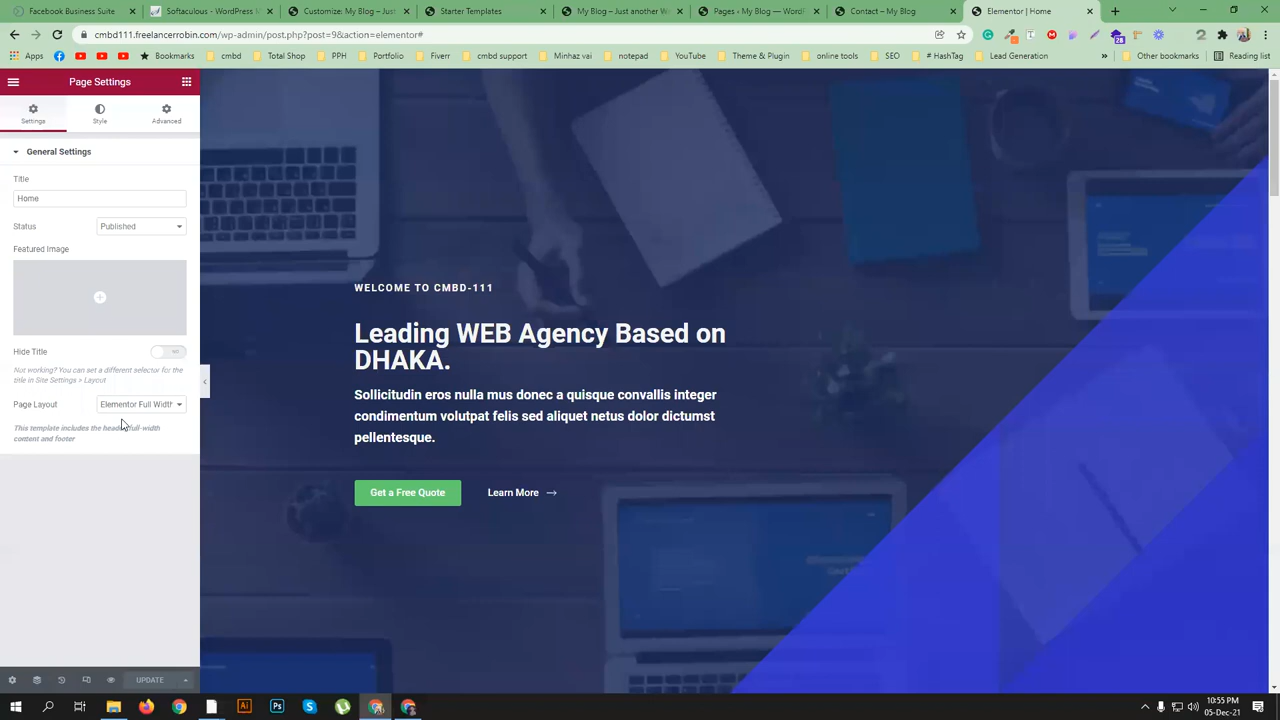 Customize: My Blog
Starter Templates
My Blog – Just another W
Pages ‹ My Blog — WordP
Contact – My Blog
Elementor | Home
cmbd111.freelancerrobin.com/wp-admin/post.php?post=9&action=elementor#
Apps
Bookmarks
cmbd
Total Shop
PPH
Portfolio
Fiverr
cmbd support
Minhaz vai
notepad
YouTube
Theme & Plugin
online tools
SEO
# HashTag
Lead Generation
Other bookmarks
Reading list
Page Settings
Settings
Style
Advanced
General Settings
Title
Home
Status
Published
Featured Image
Hide Title
NO
Not working? You can set a different selector for the
title in Site Settings > Layout
Page Layout
Elementor Full Width
This template includes the header, full-width
content and footer
UPDATE
WELCOME TO CMBD-111
Leading WEB Agency Based on
DHAKA.
Sollicitudin eros nulla mus donec a quisque convallis integer
condimentum volutpat felis sed aliquet netus dolor dictumst
pellentesque.
Get a Free Quote
Learn More
10:55 PM
05-Dec-21